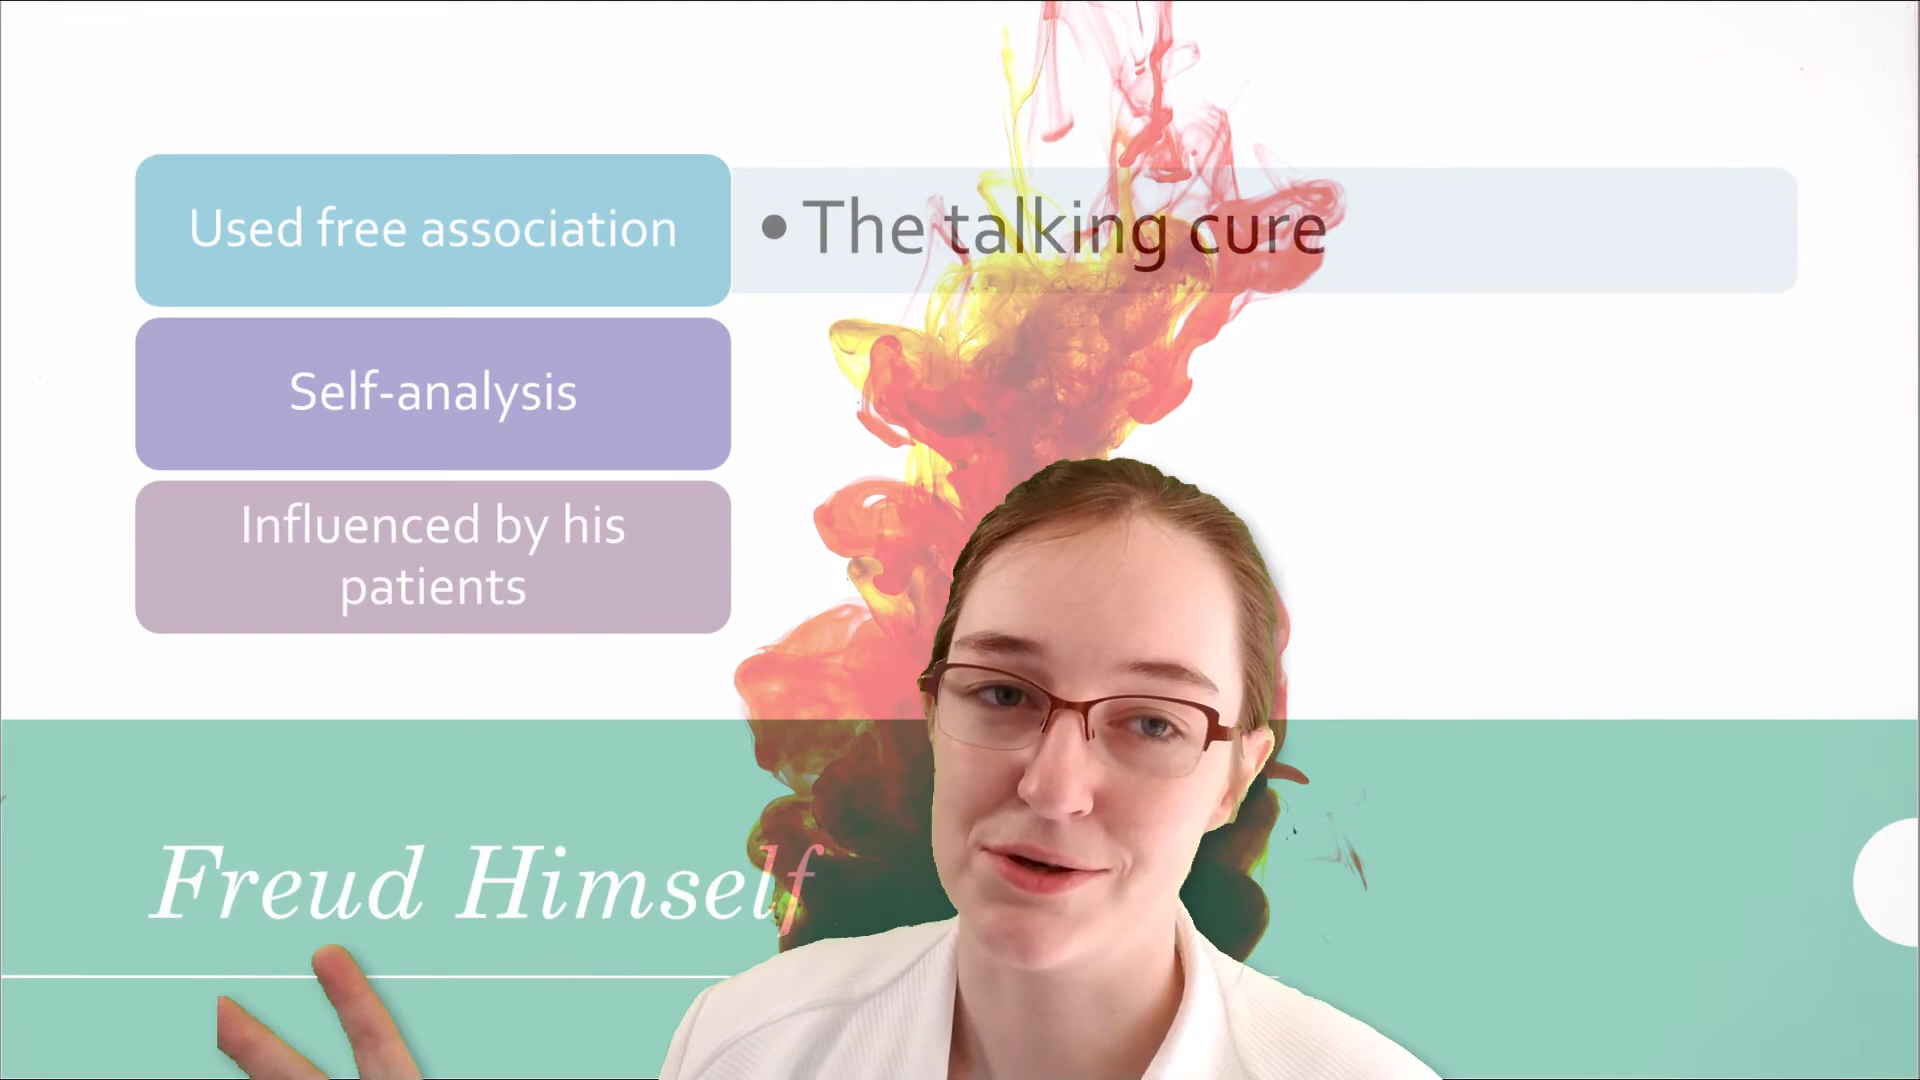 Used free association
• The talking cure
Self-analysis
Influenced by his
patients
Freud Himself